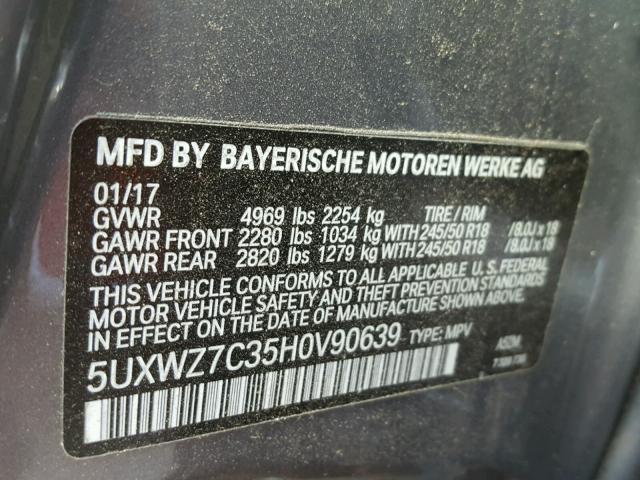 MFD BY BAYERISCHE MOTOREN WERKE AG
01/17
GVWR 4969 lbs 2254 kg TIRE / RIM
GAWR FRONT 2280 lbs 1034 kg WITH 245/50 R18 /8.0J x 18
GAWR REAR 2820 lbs 1279 kg WITH 245/50 R18 /8.0J x 18
THIS VEHICLE CONFORMS TO ALL APPLICABLE U. S. FEDERAL
MOTOR VEHICLE SAFETY AND THEFT PREVENTION STANDARDS
IN EFFECT ON THE DATE OF MANUFACTURE SHOWN ABOVE.
5UXWZ7C35H0V90639 TYPE: MPV